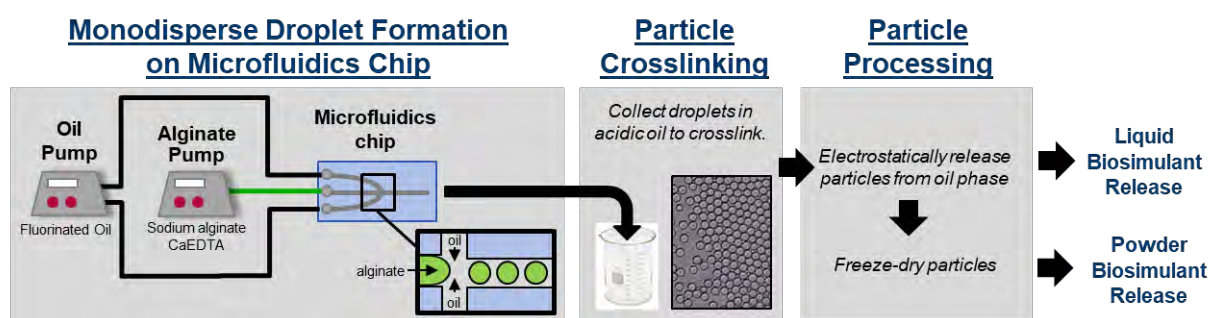 Monodisperse Droplet Formation
on Microfluidics Chip
Oil
Pump
Fluorinated Oil
Alginate
Pump
Sodium alginate
CaEDTA
Microfluidics
chip
oil
alginate
oil
Particle
Crosslinking
Collect droplets in
acidic oil to crosslink.
Particle
Processing
Electrostatically release
particles from oil phase
Freeze-dry particles
Liquid
Biosimulant
Release
Powder
Biosimulant
Release